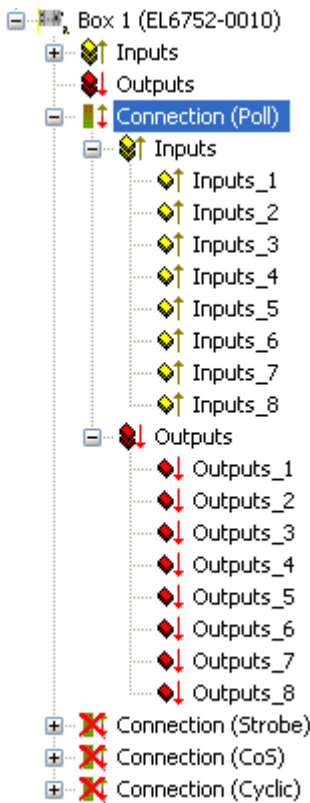 Box 1 (EL6752-0010)
Inputs
Outputs
Connection (Poll)
Inputs
Inputs_1
Inputs_2
Inputs_3
Inputs_4
Inputs_5
Inputs_6
Inputs_7
Inputs_8
Outputs
Outputs_1
Outputs_2
Outputs_3
Outputs_4
Outputs_5
Outputs_6
Outputs_7
Outputs_8
Connection (Strobe)
Connection (CoS)
Connection (Cyclic)